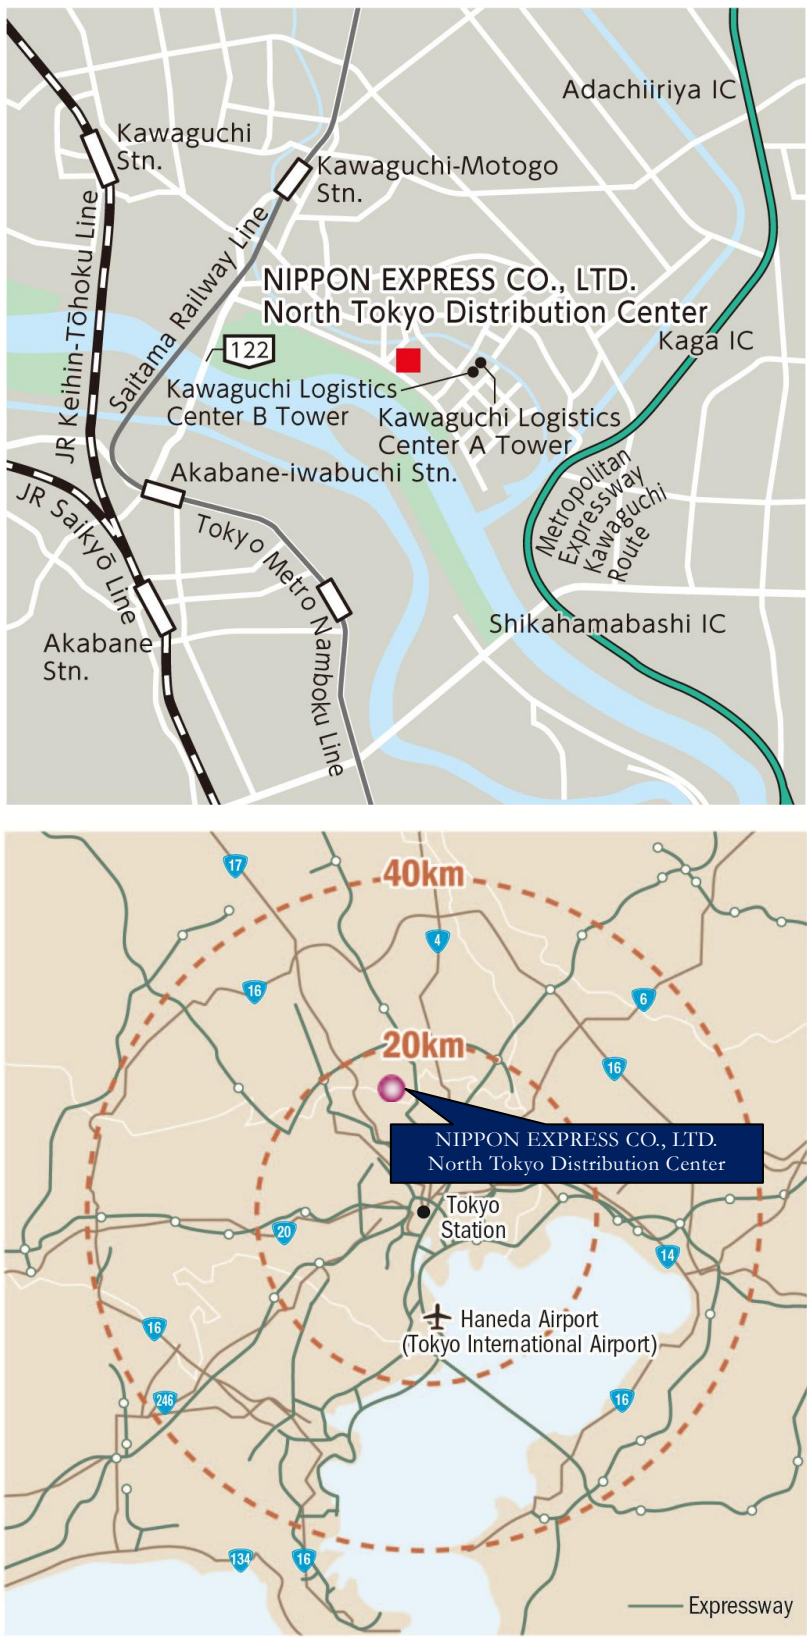 Adachiiriya IC
Kawaguchi
Stn.
Kawaguchi-Motogo
Stn.
JR Keihin-Tōhoku Line
Saitama Railway Line
NIPPON EXPRESS CO., LTD.
North Tokyo Distribution Center
Kaga IC
122
Kawaguchi Logistics
Center B Tower
Kawaguchi Logistics
Center A Tower
Akabane-iwabuchi Stn.
JR Saikyō Line
Tokyo Metro Namboku Line
Metropolitan
Expressway
Kawaguchi
Route
Akabane
Stn.
Shikahamabashi IC
17
40km
4
16
6
20km
16
NIPPON EXPRESS CO., LTD.
North Tokyo Distribution Center
Tokyo
Station
20
14
Haneda Airport
(Tokyo International Airport)
16
246
16
134
16
Expressway